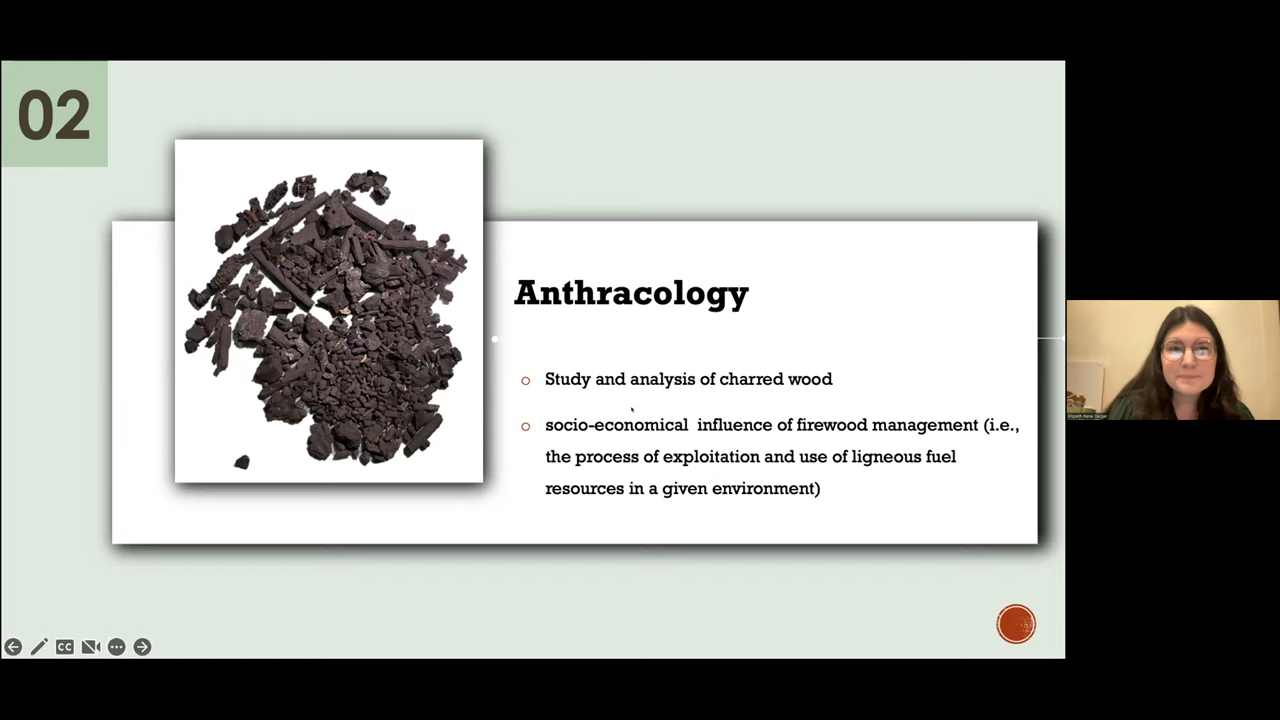 02
Anthracology
Study and analysis of charred wood
socio-economical influence of firewood management (i.e.,
the process of exploitation and use of ligneous fuel
resources in a given environment)
CC